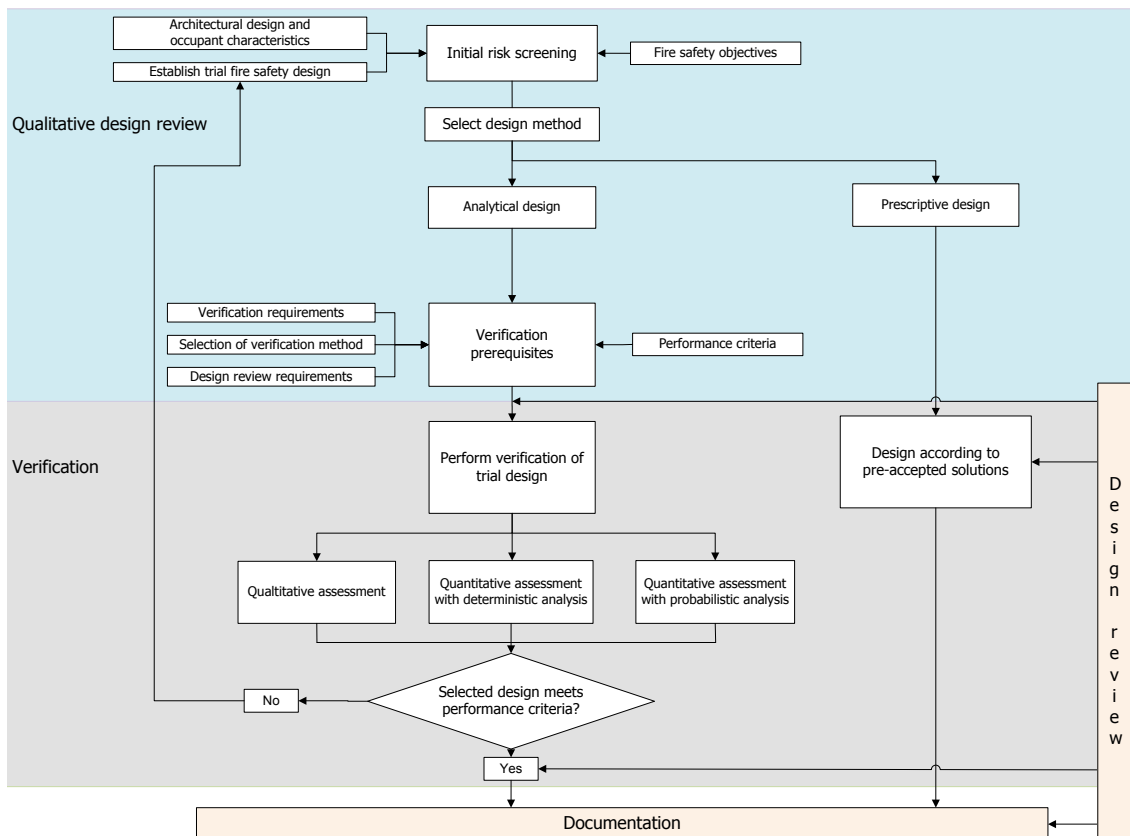 Architectural design and
occupant characteristics
Establish trial fire safety design
Initial risk screening
Fire safety objectives
Qualitative design review
Select design method
Analytical design
Prescriptive design
Verification requirements
Selection of verification method
Design review requirements
Verification
prerequisites
Performance criteria
Verification
Perform verification of
trial design
Design according to
pre-accepted solutions
Qualtitative assessment
Quantitative assessment
with deterministic analysis
Quantitative assessment
with probabilistic analysis
Selected design meets
performance criteria?
No
Yes
Design review
Documentation